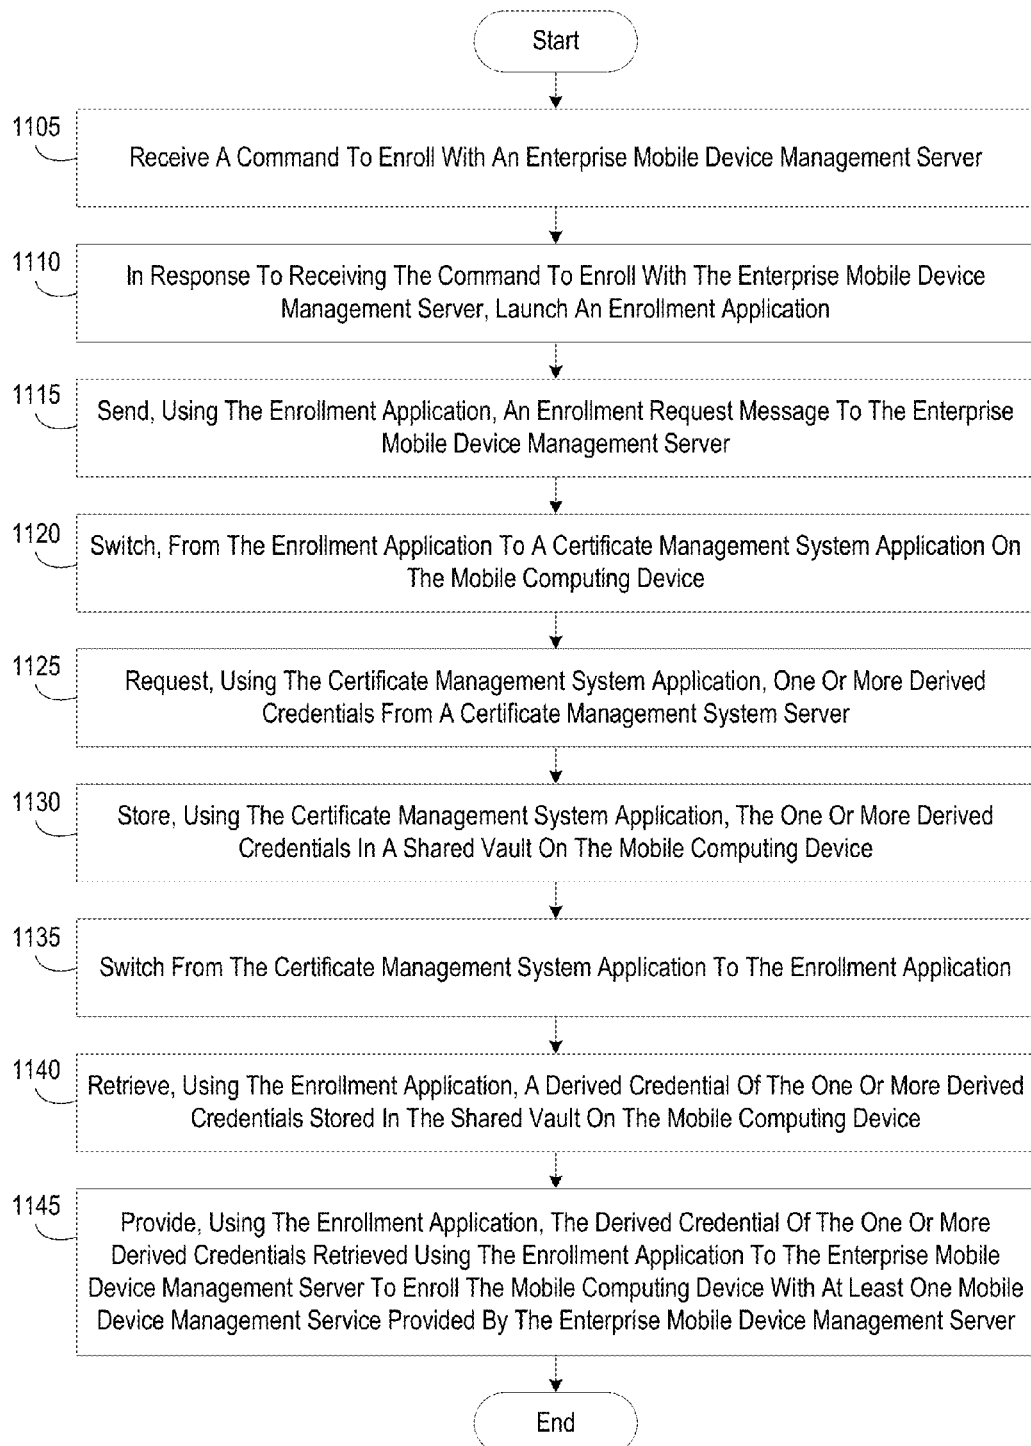 Start
1105
Receive A Command To Enroll With An Enterprise Mobile Device Management Server
1110
In Response To Receiving The Command To Enroll With The Enterprise Mobile Device
Management Server, Launch An Enrollment Application
1115
Send, Using The Enrollment Application, An Enrollment Request Message To The Enterprise
Mobile Device Management Server
1120
Switch, From The Enrollment Application To A Certificate Management System Application On
The Mobile Computing Device
1125
Request, Using The Certificate Management System Application, One Or More Derived
Credentials From A Certificate Management System Server
1130
Store, Using The Certificate Management System Application, The One Or More Derived
Credentials In A Shared Vault On The Mobile Computing Device
1135
Switch From The Certificate Management System Application To The Enrollment Application
1140
Retrieve, Using The Enrollment Application, A Derived Credential Of The One Or More Derived
Credentials Stored In The Shared Vault On The Mobile Computing Device
1145
Provide, Using The Enrollment Application, The Derived Credential Of The One Or More
Derived Credentials Retrieved Using The Enrollment Application To The Enterprise Mobile
Device Management Server To Enroll The Mobile Computing Device With At Least One Mobile
Device Management Service Provided By The Enterprise Mobile Device Management Server
End